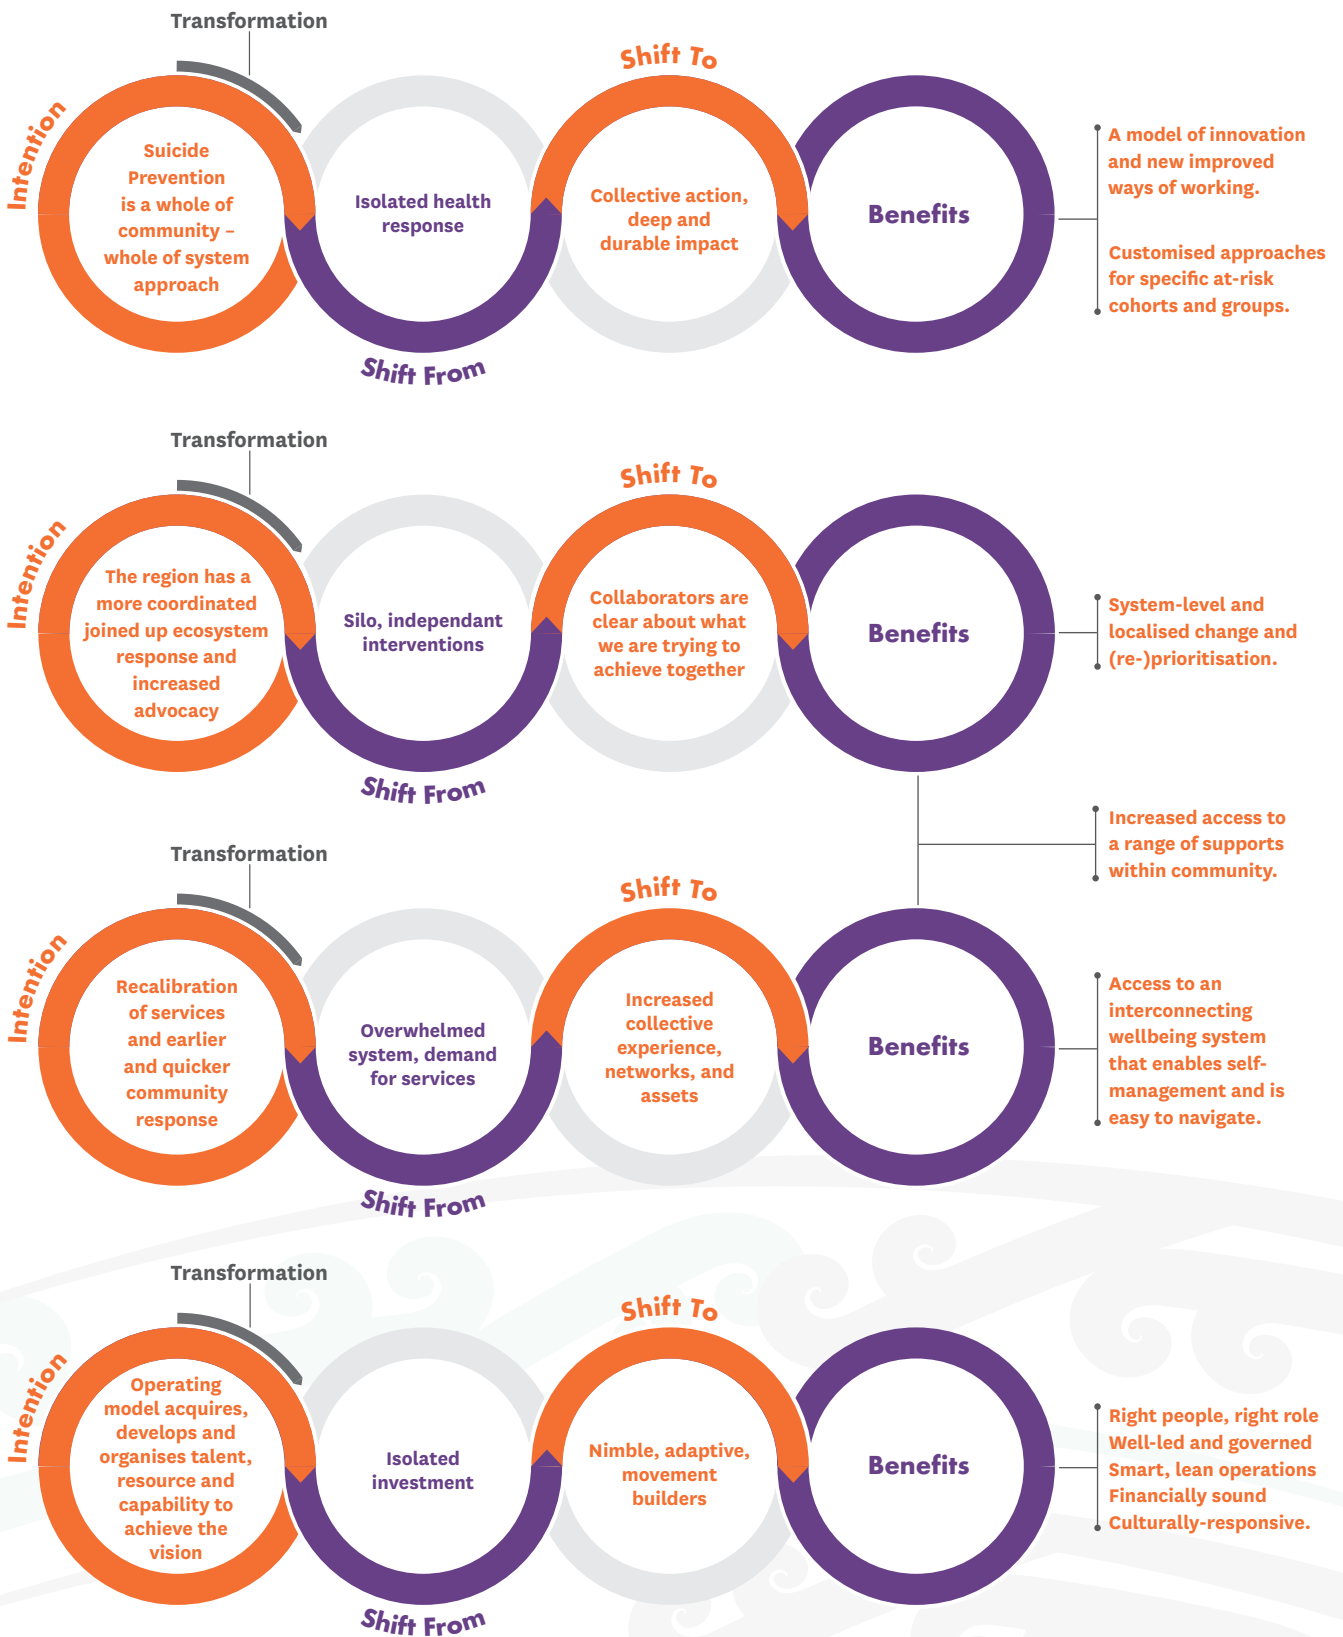 Transformation
Intention
Shift To
Suicide
Prevention
is a whole of
community –
whole of system
approach
Isolated health
response
Collective action,
deep and
durable impact
Benefits
A model of innovation
and new improved
ways of working.
Customised approaches
for specific at-risk
cohorts and groups.
Shift From
Transformation
Intention
Shift To
The region has a
more coordinated
joined up ecosystem
response and
increased
advocacy
Silo, independant
interventions
Collaborators are
clear about what
we are trying to
achieve together
Benefits
System-level and
localised change and
(re-)prioritisation.
Shift From
Increased access to
a range of supports
within community.
Transformation
Intention
Shift To
Recalibration
of services
and earlier
and quicker
community
response
Overwhelmed
system, demand
for services
Increased
collective
experience,
networks, and
assets
Benefits
Access to an
interconnecting
wellbeing system
that enables self-
management and is
easy to navigate.
Shift From
Transformation
Intention
Shift To
Operating
model acquires,
develops and
organises talent,
resource and
capability to
achieve the
vision
Isolated
investment
Nimble, adaptive,
movement
builders
Benefits
Right people, right role
Well-led and governed
Smart, lean operations
Financially sound
Culturally-responsive.
Shift From